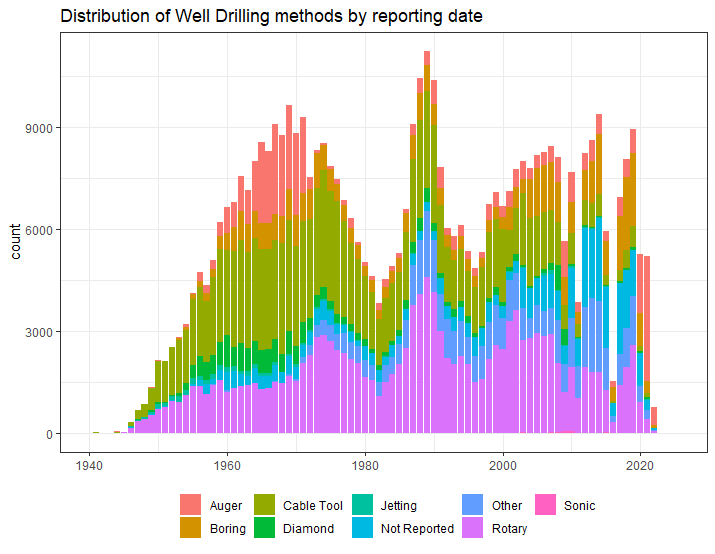 Distribution of Well Drilling methods by reporting date
count
9000
6000
3000
0
1940 1960 1980 2000 2020
Auger Cable Tool Jetting Other Sonic
Boring Diamond Not Reported Rotary